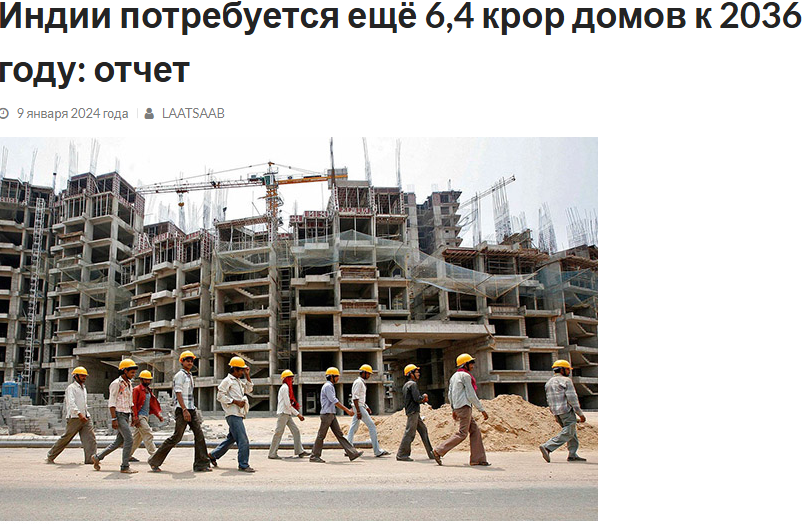 Индии потребуется ещё 6,4 крор домов к 2036
году: отчет
9 января 2024 года LAATSAAB